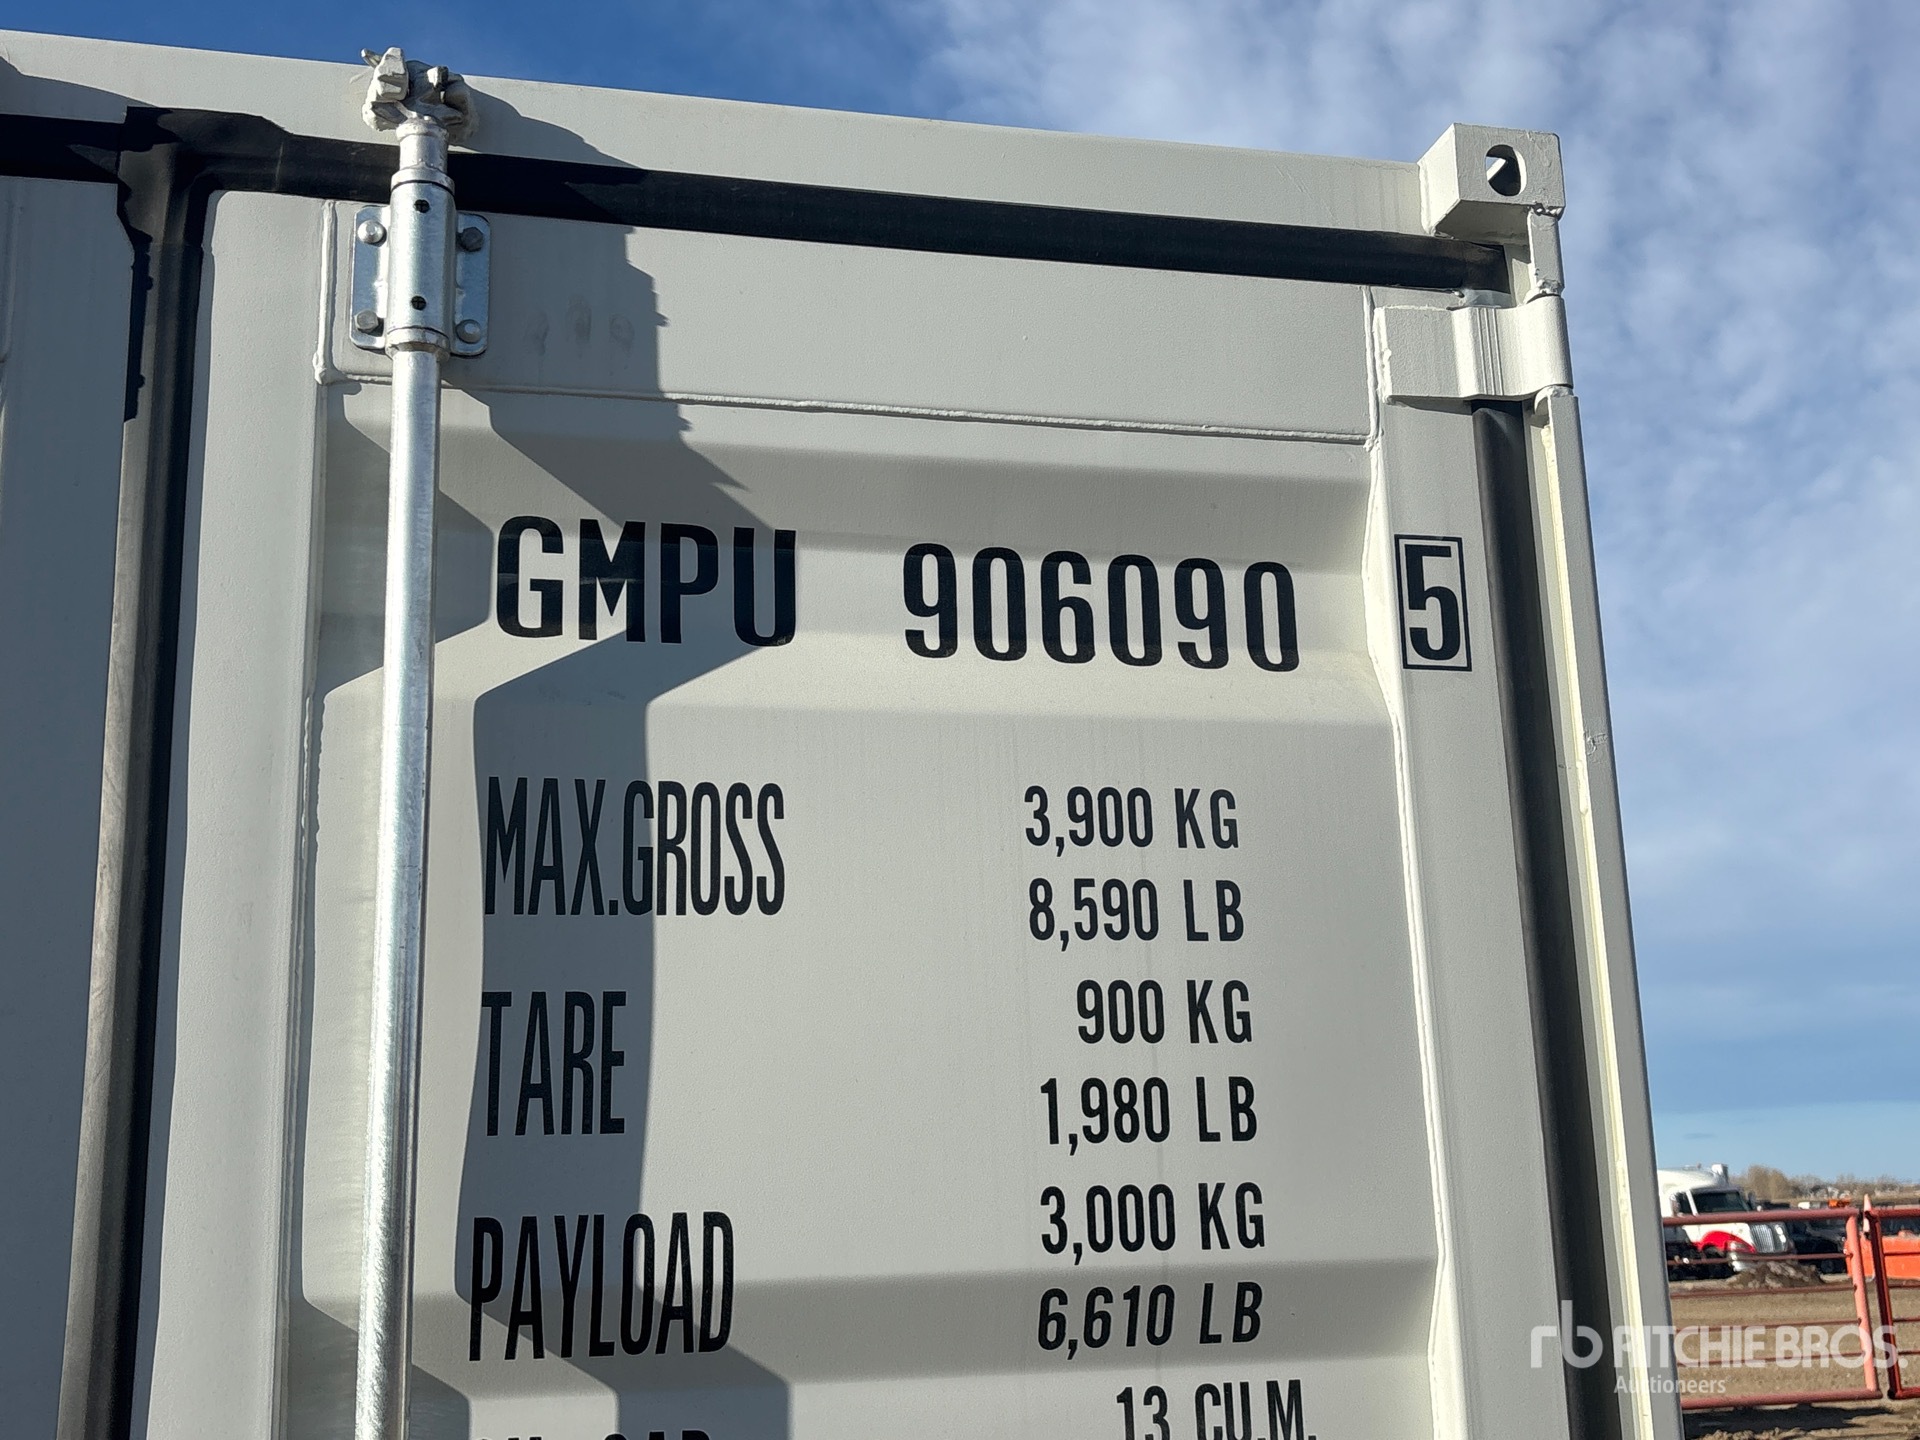 GMPU 906090 5
MAX.GROSS 3,900 KG
8,590 LB
TARE 900 KG
1,980 LB
PAYLOAD 3,000 KG
6,610 LB
13 CU.M.
rb RITCHIE BROS.
Auctioneers